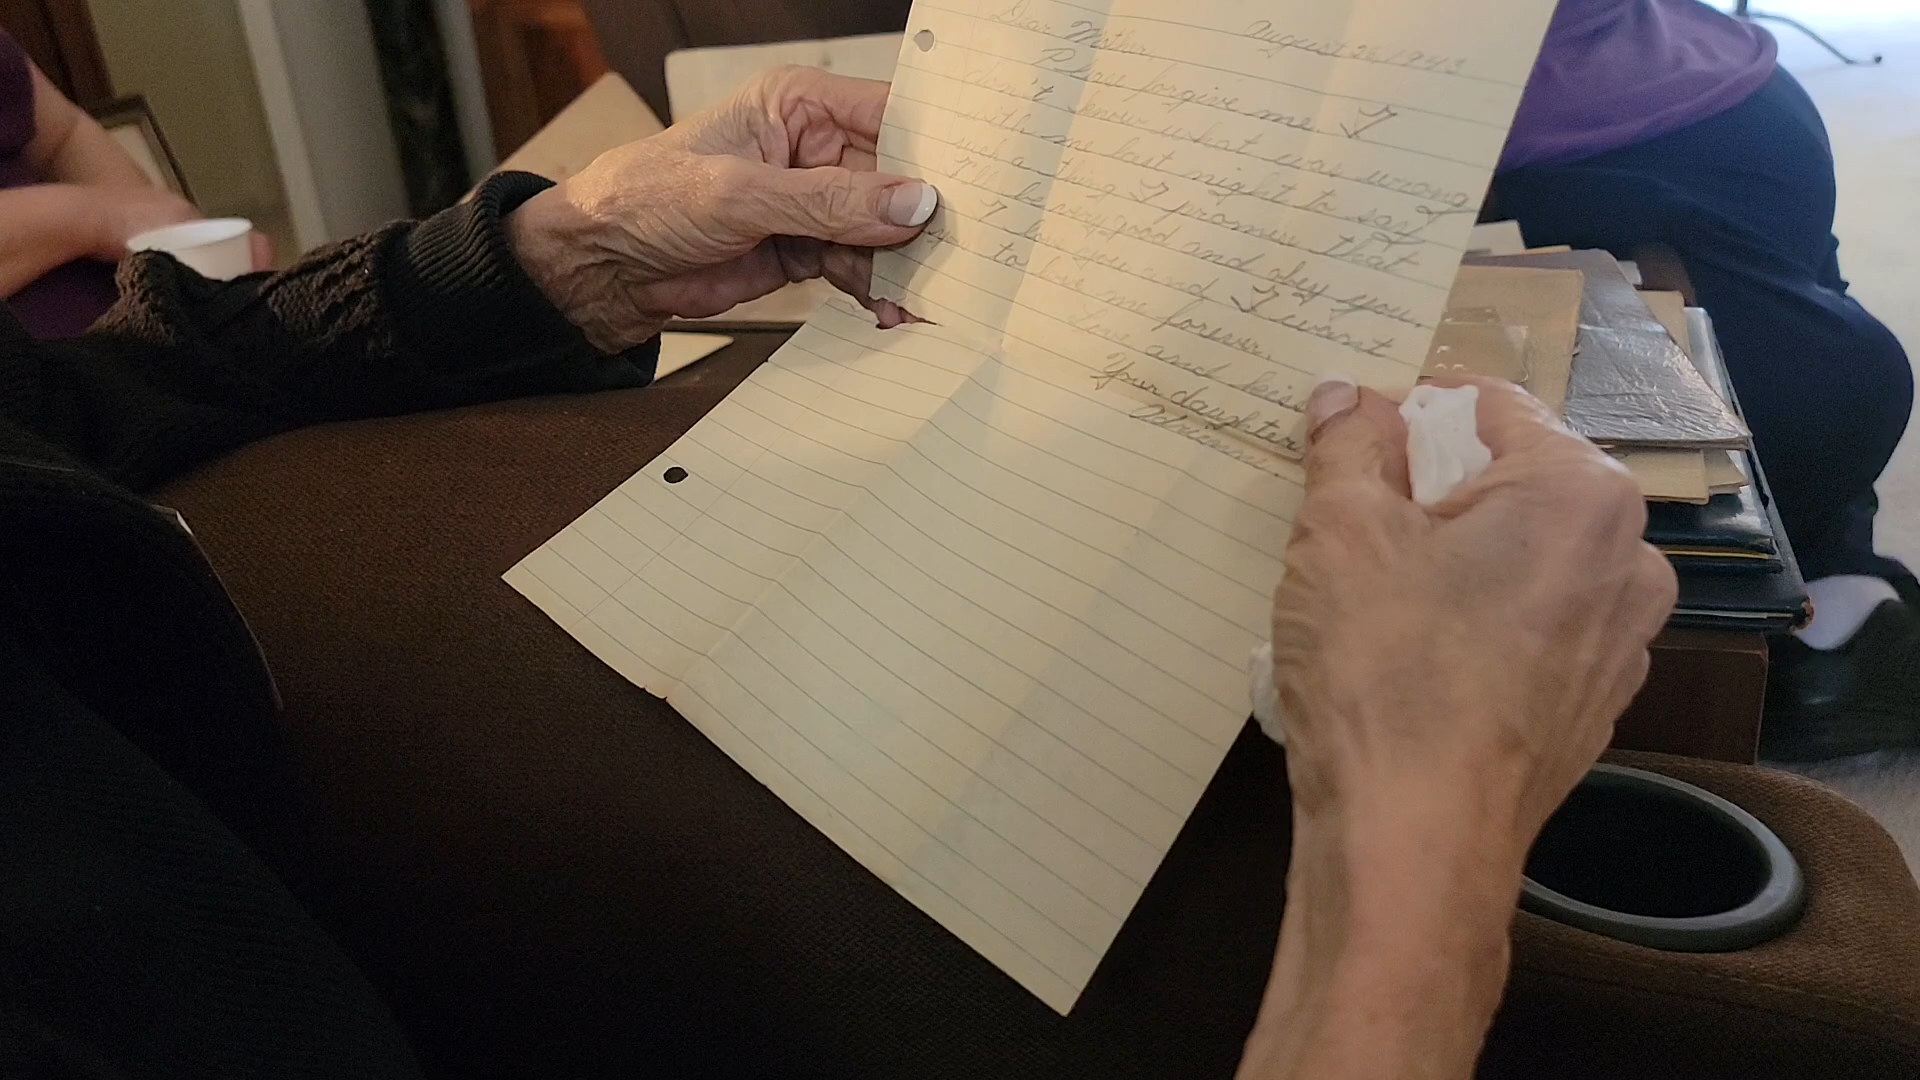 August 26, 1943
Dear Mother,
Please forgive me. I
don't know what was wrong
with me last night to say
such a thing I promise that
I'll be very good and obey you.
I love you and I want
you to love me forever.
Love and kiss
Your daughter